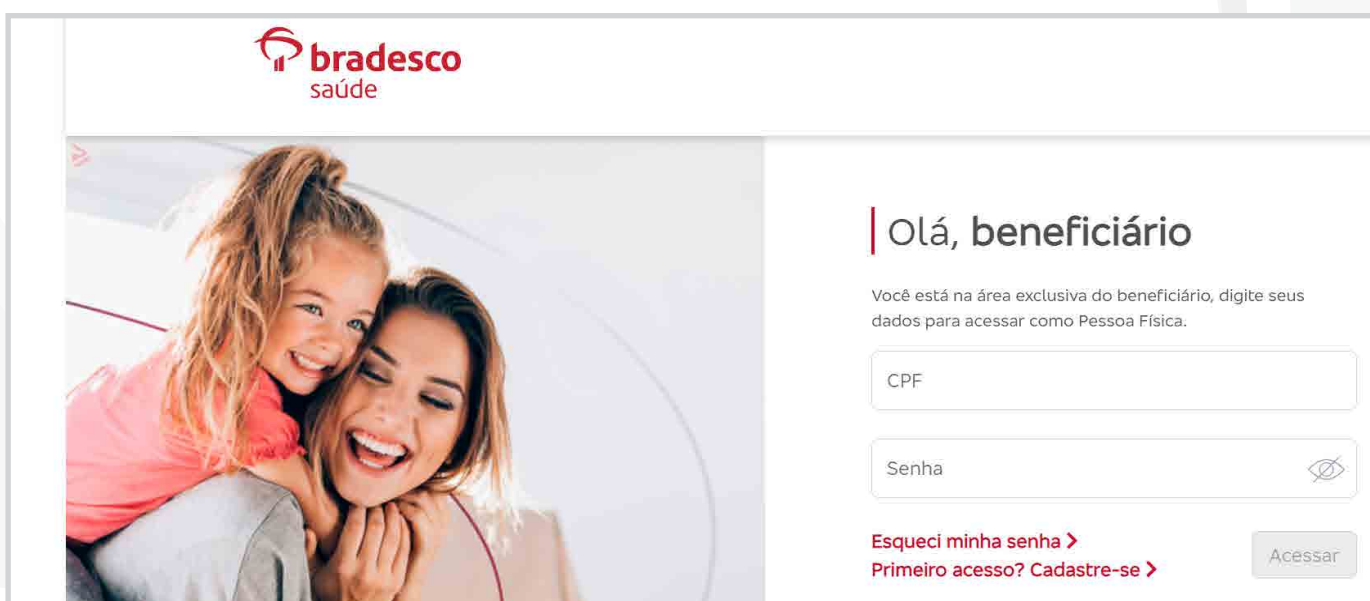 bradesco
saúde
Olá, beneficiário
Você está na área exclusiva do beneficiário, digite seus
dados para acessar como Pessoa Física.
CPF
Senha
Esqueci minha senha
Primeiro acesso? Cadastre-se
Acessar